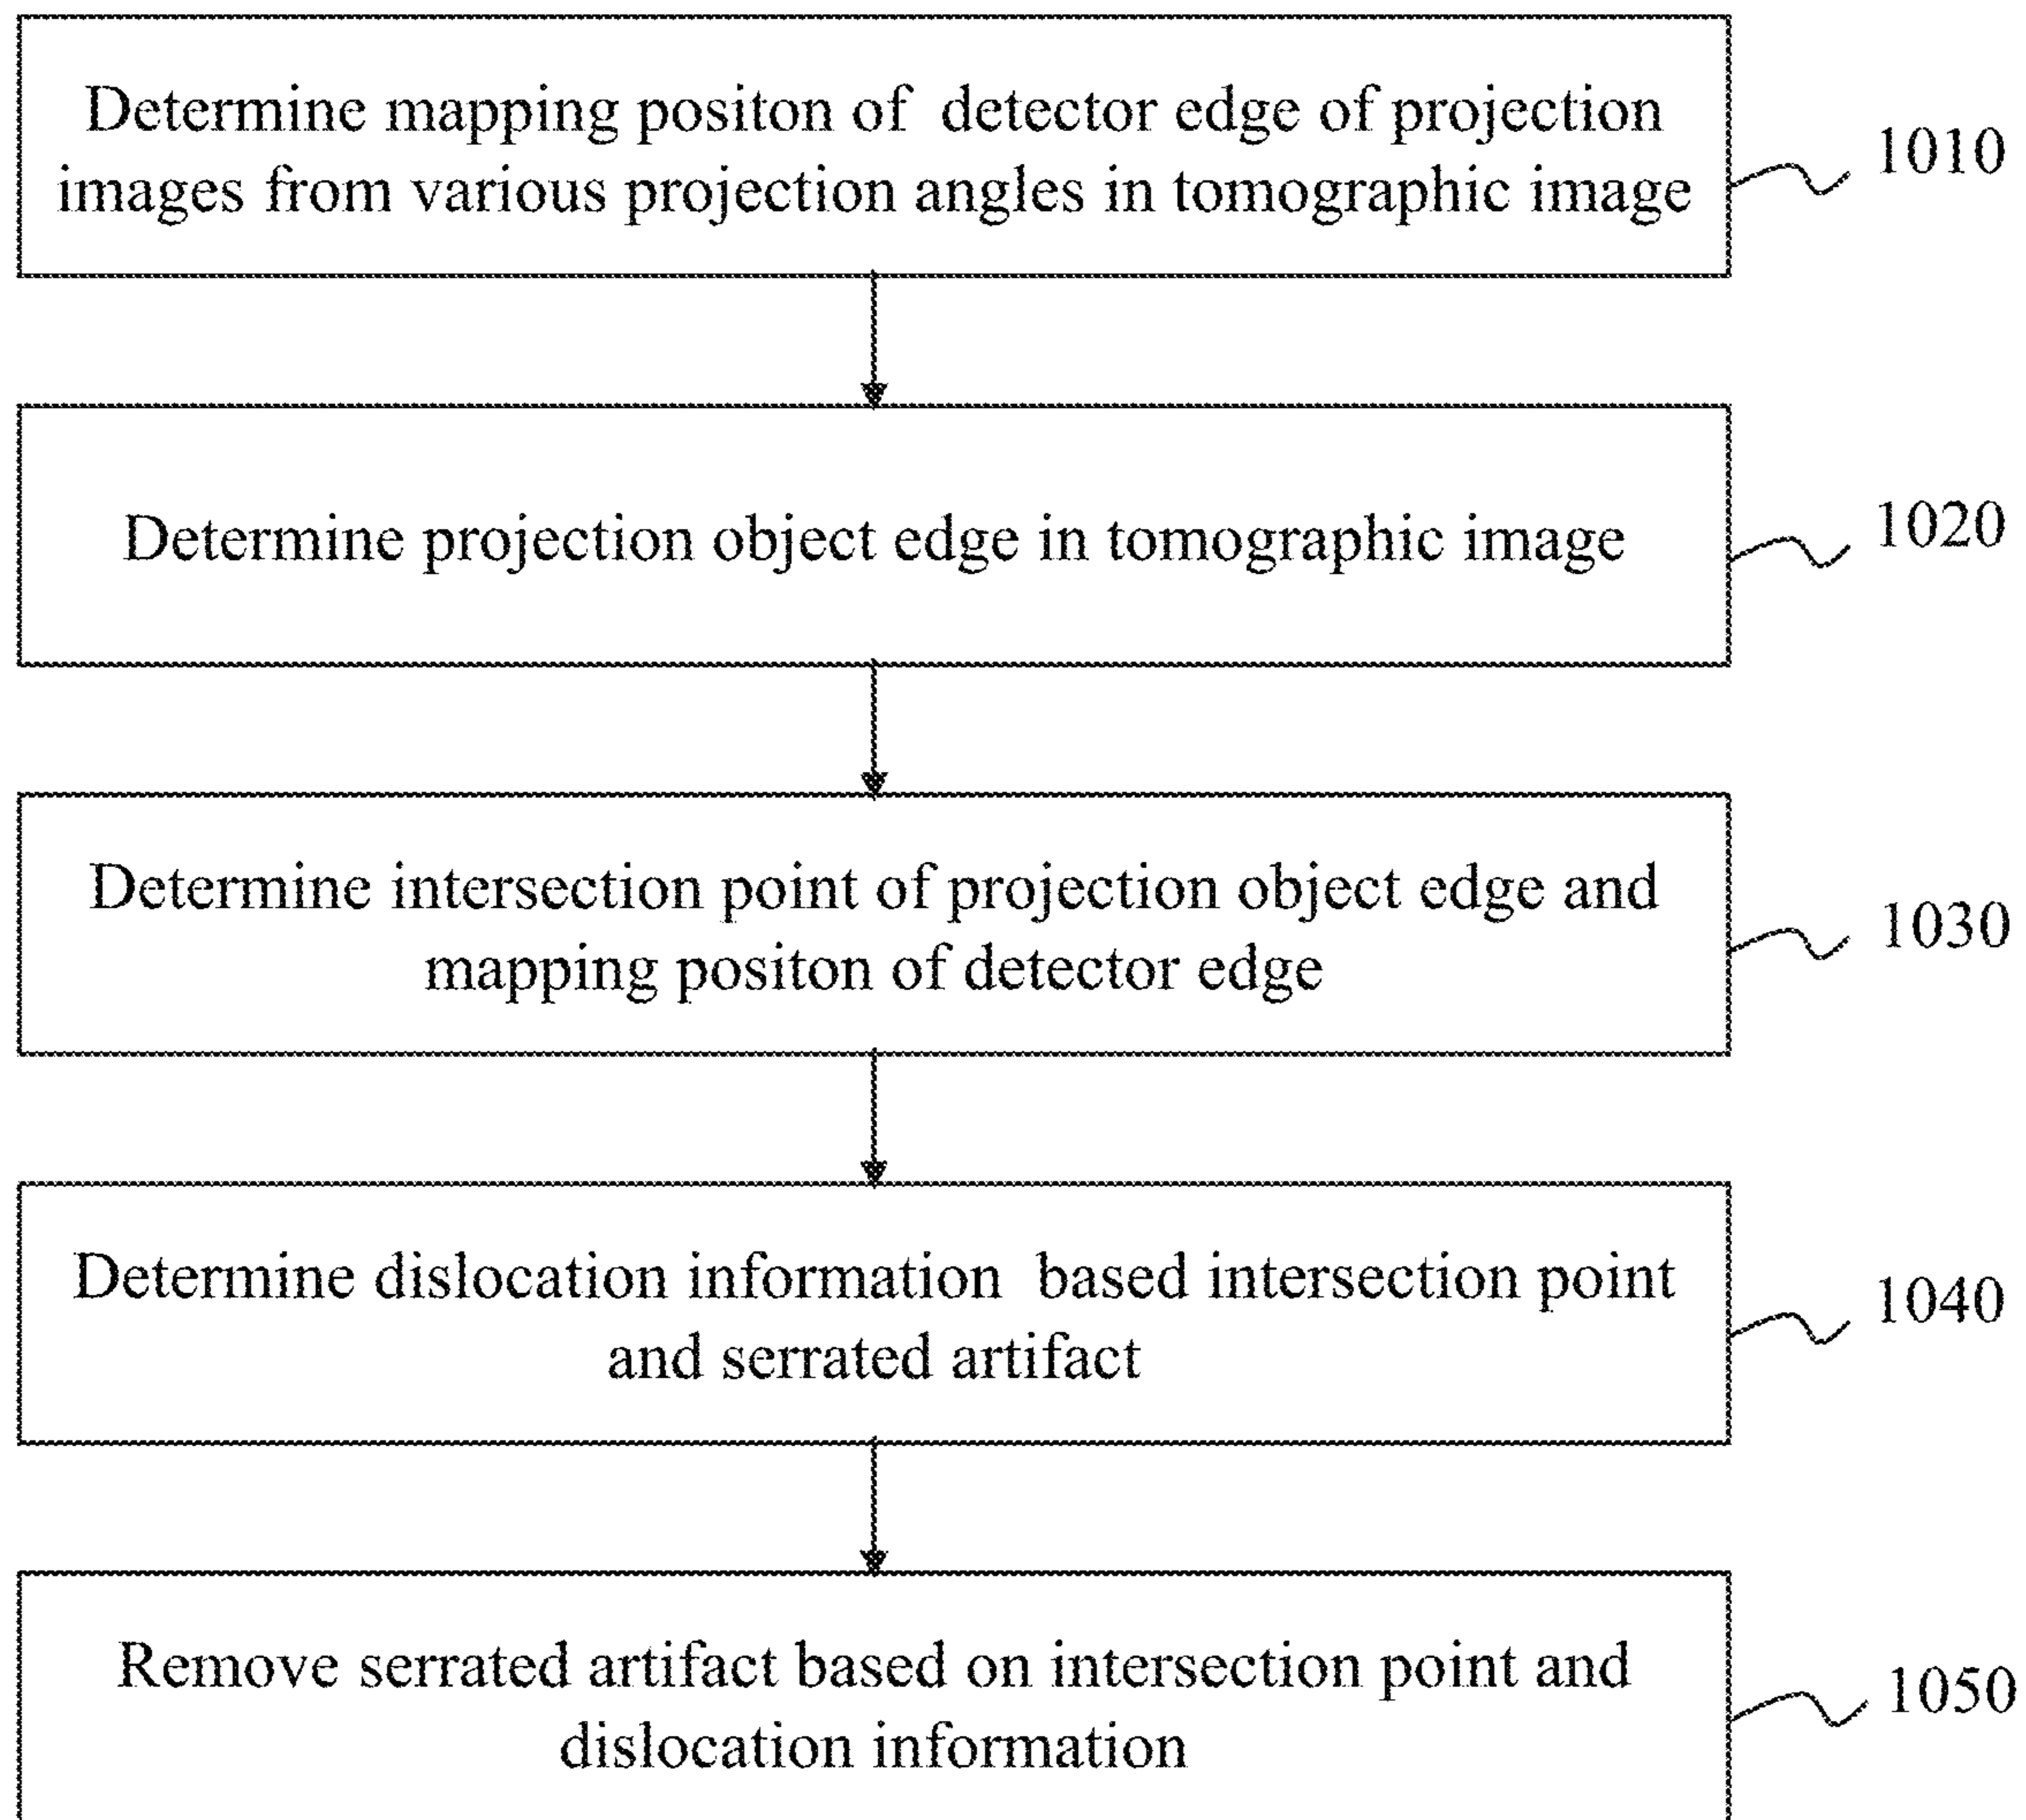 Determine mapping positon of detector edge of projection
images from various projection angles in tomographic image
1010
Determine projection object edge in tomographic image
1020
Determine intersection point of projection object edge and
mapping positon of detector edge
1030
Determine dislocation information based intersection point
and serrated artifact
1040
Remove serrated artifact based on intersection point and
dislocation information
1050